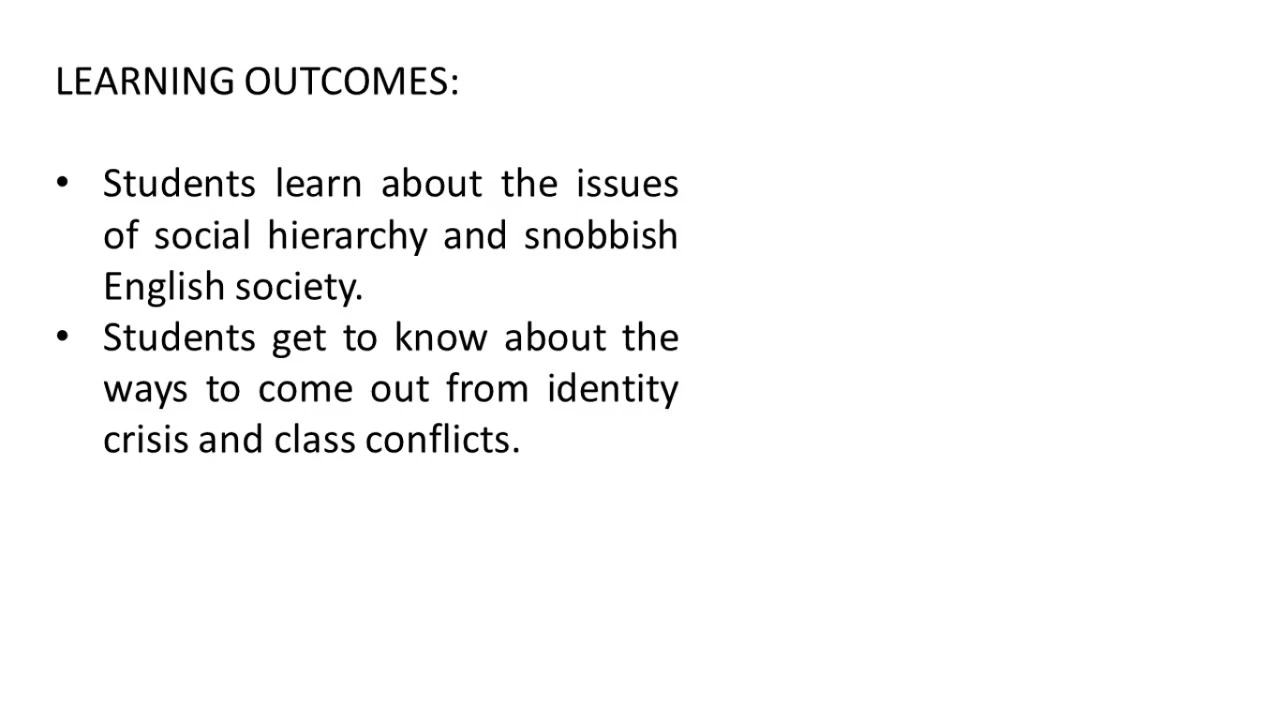 LEARNING OUTCOMES:
• Students learn about the issues
of social hierarchy and snobbish
English society.
• Students get to know about the
ways to come out from identity
crisis and class conflicts.